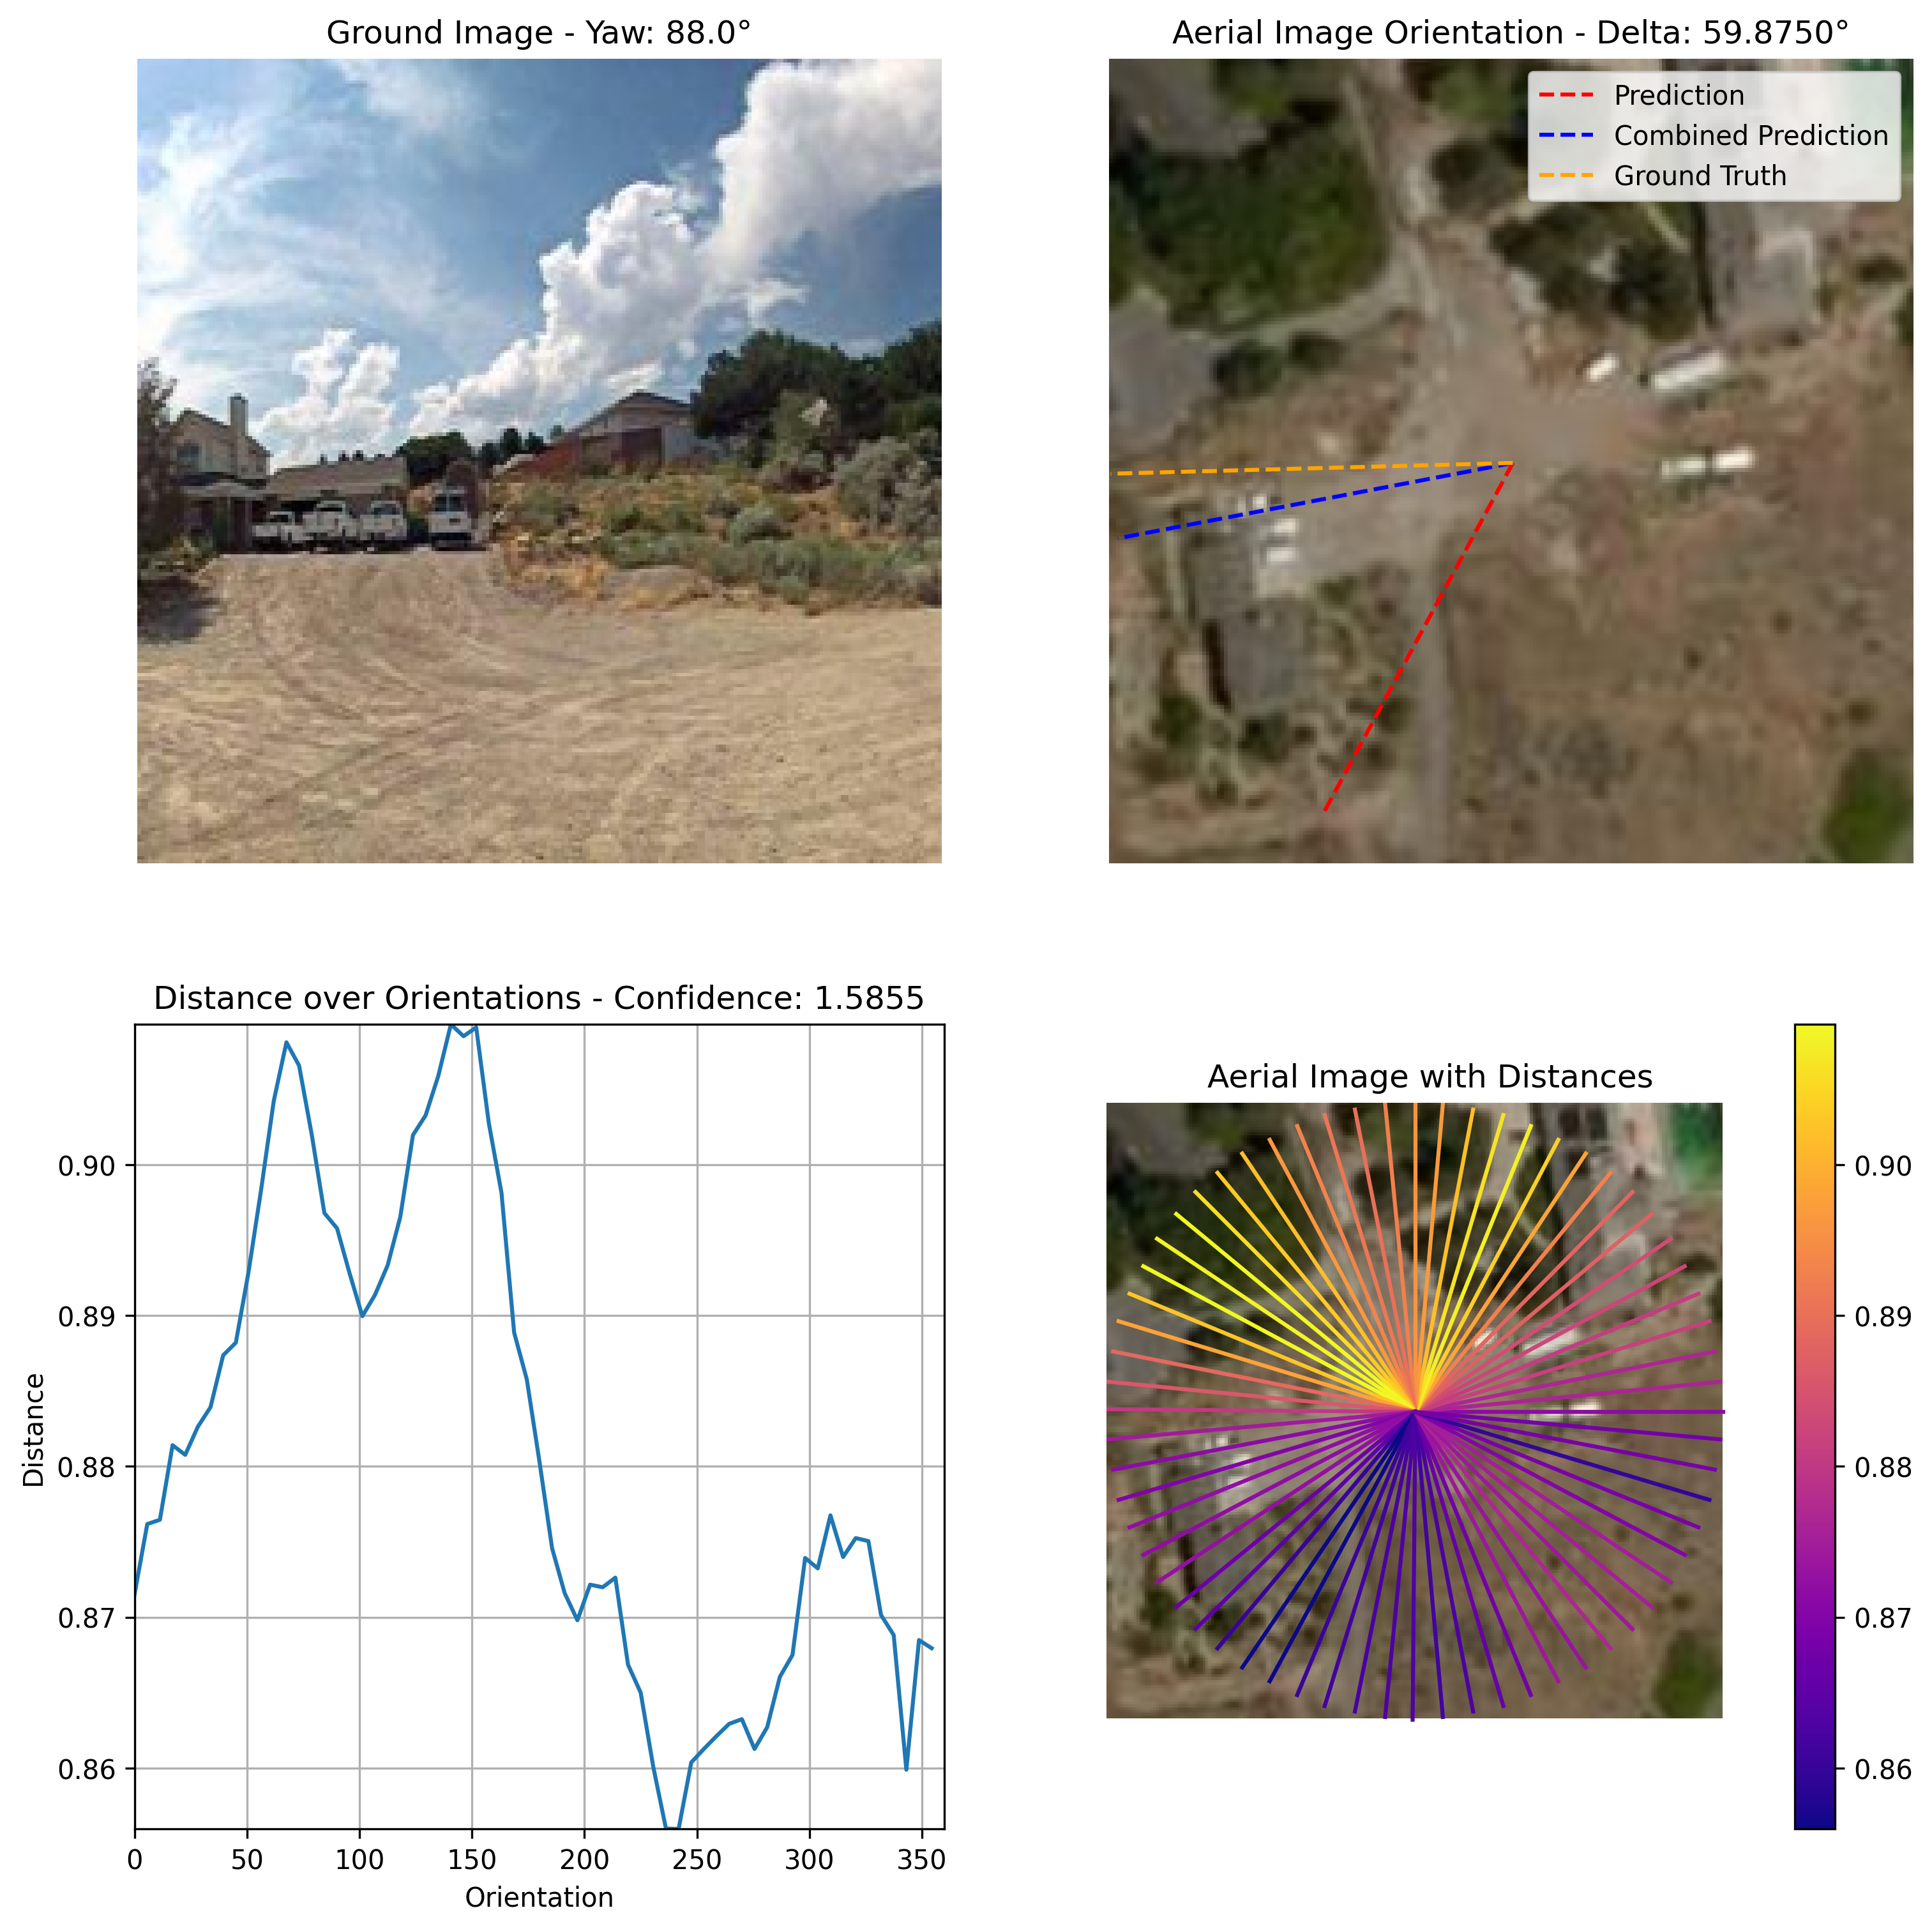 Ground Image - Yaw: 88.0°
Aerial Image Orientation - Delta: 59.8750°
Prediction
Combined Prediction
Ground Truth
Distance over Orientations - Confidence: 1.5855
Distance
0.90
0.89
0.88
0.87
0.86
0 50 100 150 200 250 300 350
Orientation
Aerial Image with Distances
0.90
0.89
0.88
0.87
0.86